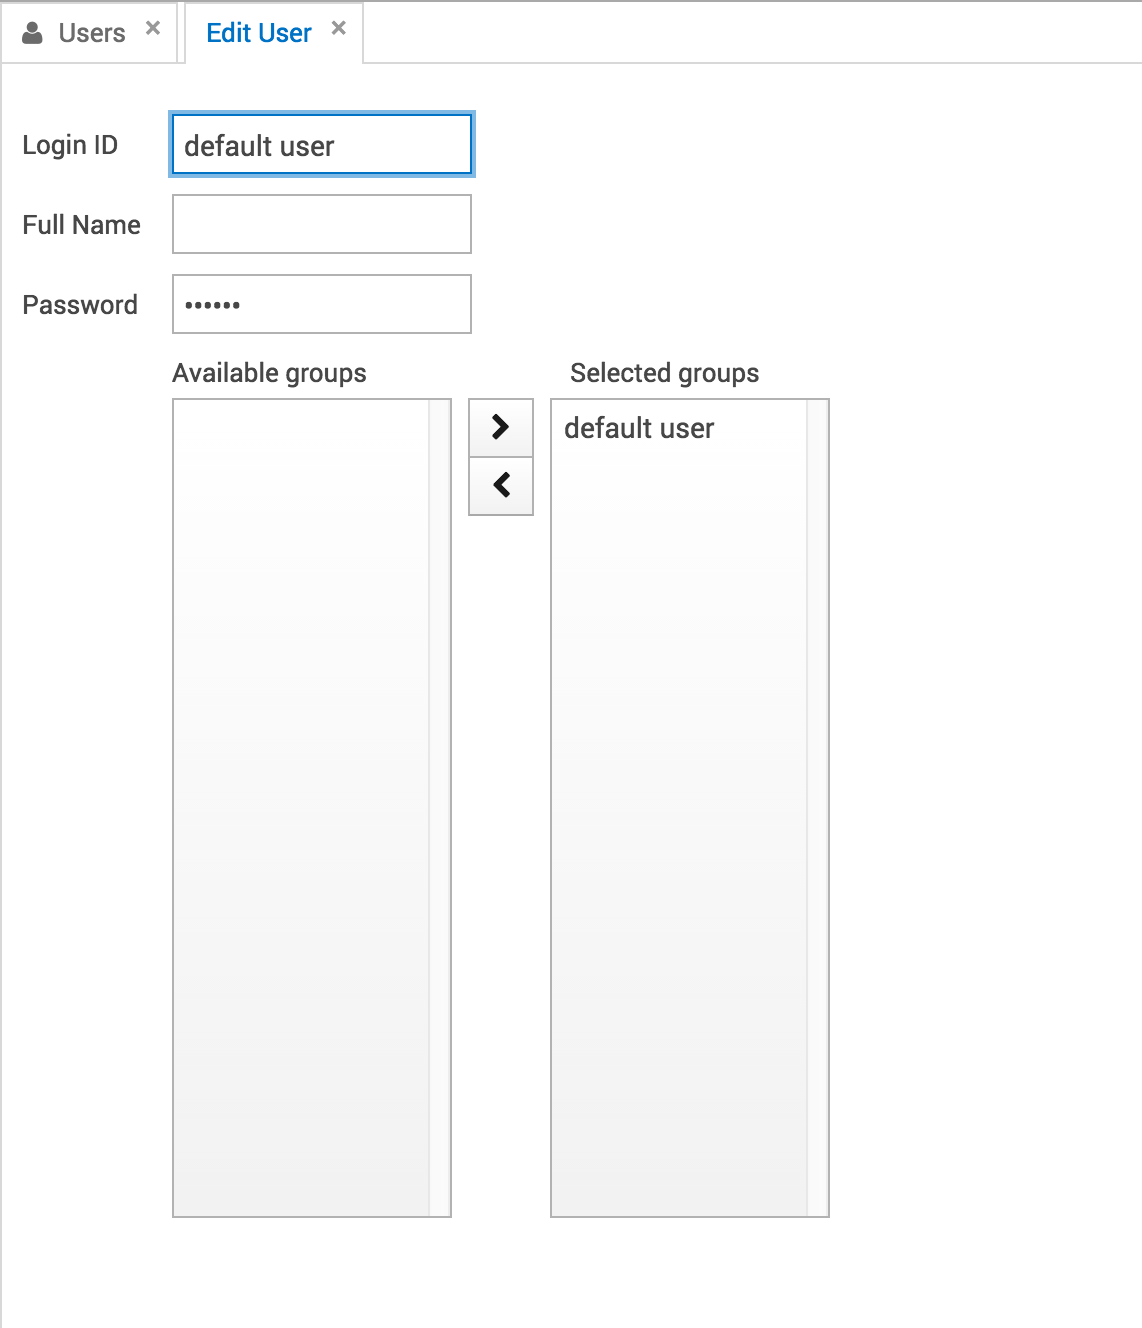 Users
Edit User
Login ID
default user
Full Name
Password
••••••
Available groups
Selected groups
default user